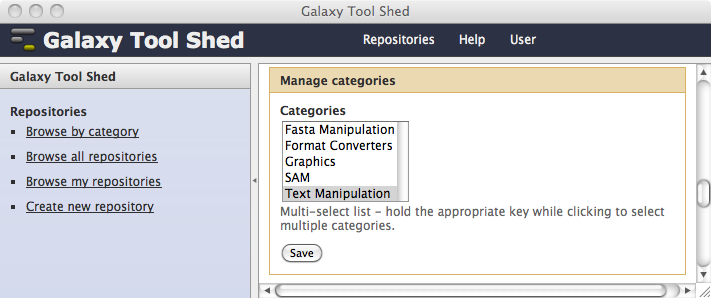 Galaxy Tool Shed
Galaxy Tool Shed
Repositories Help User
Galaxy Tool Shed
Repositories
Browse by category
Browse all repositories
Browse my repositories
Create new repository
Manage categories
Categories
Fasta Manipulation
Format Converters
Graphics
SAM
Text Manipulation
Multi-select list - hold the appropriate key while clicking to select
multiple categories.
Save